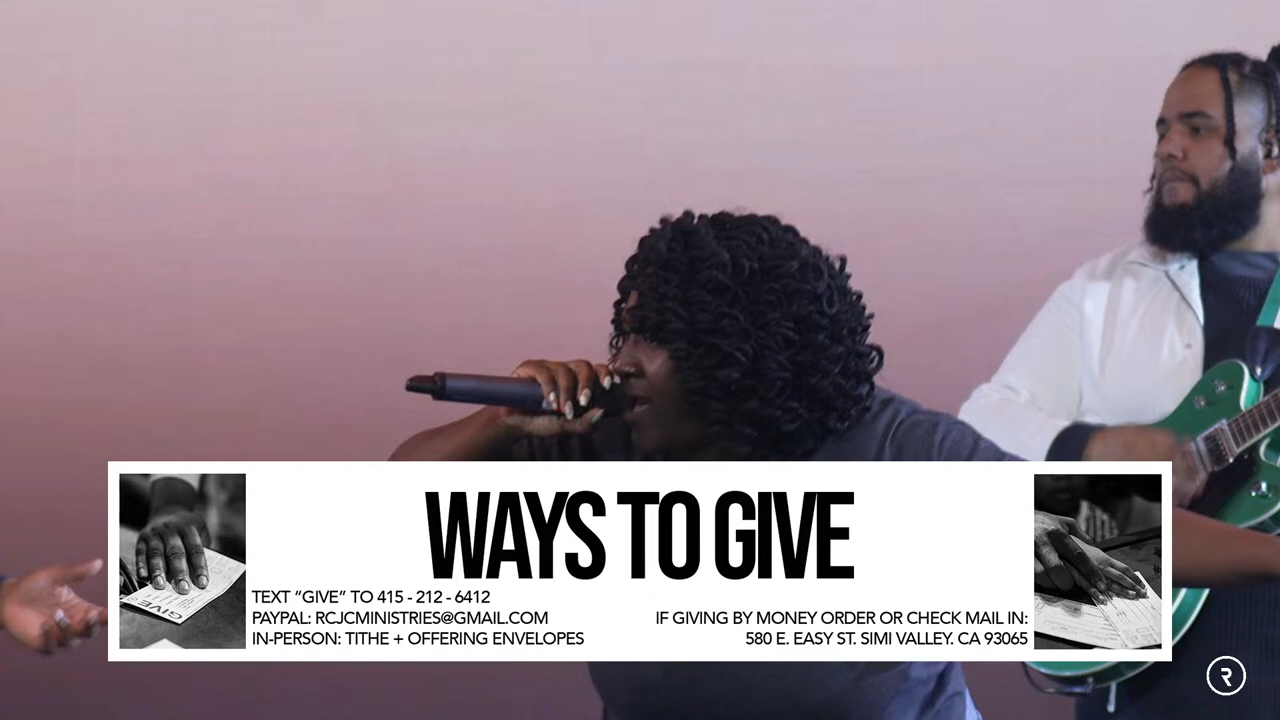 WAYS TO GIVE
TEXT “GIVE” TO 415 - 212 - 6412
PAYPAL: RCJCMINISTRIES@GMAIL.COM
IN-PERSON: TITHE + OFFERING ENVELOPES
IF GIVING BY MONEY ORDER OR CHECK MAIL IN:
580 E. EASY ST. SIMI VALLEY. CA 93065
GIVE
R